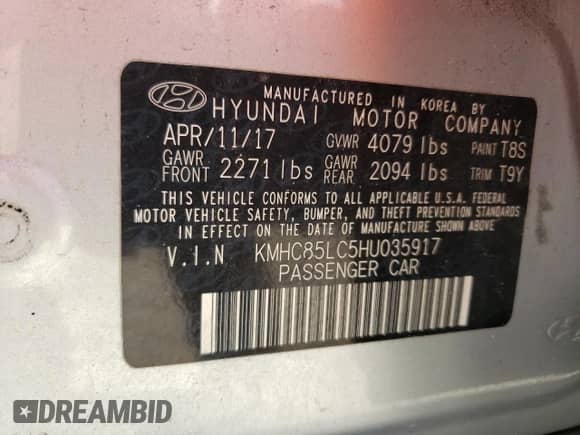 MANUFACTURED IN KOREA BY
HYUNDAI MOTOR COMPANY
APR/11/17 GVWR 4079 lbs PAINT T8S
GAWR FRONT 2271 lbs GAWR REAR 2094 lbs TRIM T9Y
THIS VEHICLE CONFORMS TO ALL APPLICABLE U.S.A. FEDERAL
MOTOR VEHICLE SAFETY, BUMPER, AND THEFT PREVENTION STANDARDS
IN EFFECT ON THE DATE OF MANUFACTURE SHOWN ABOVE.
V.I.N KMHC85LC5HU035917
PASSENGER CAR
DREAMBID